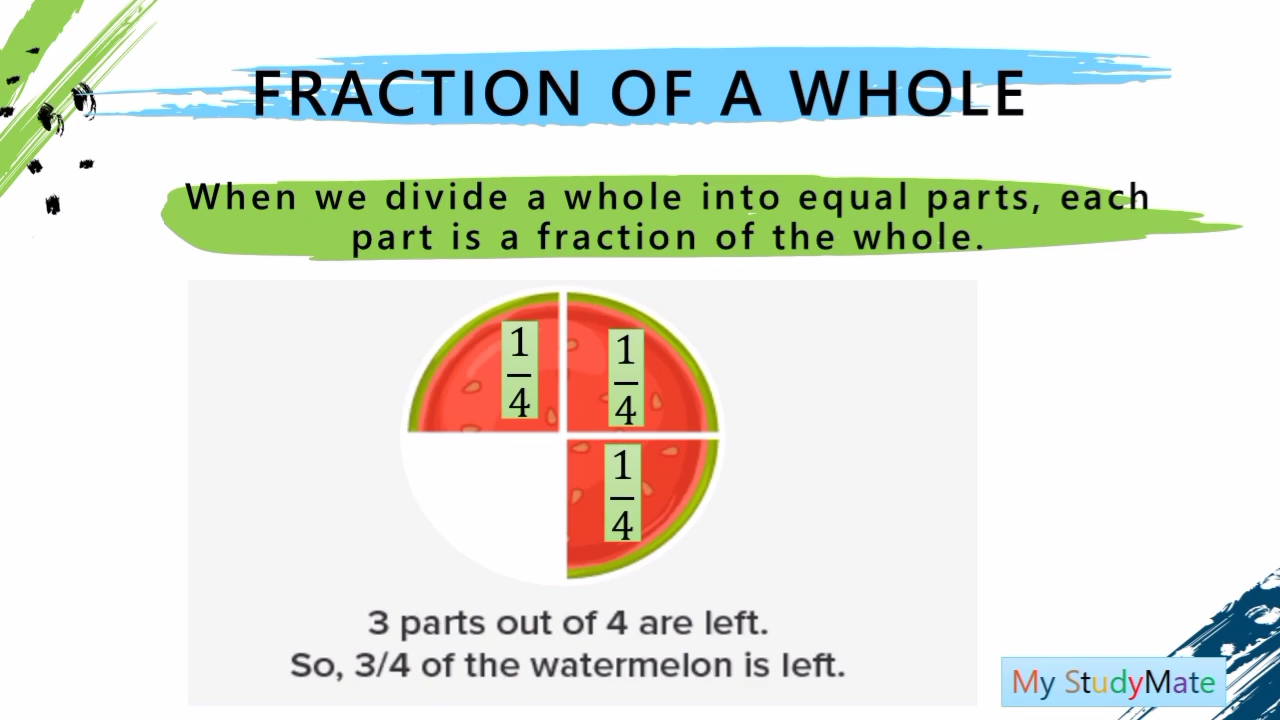 FRACTION OF A WHOLE
When we divide a whole into equal parts, each
part is a fraction of the whole.
1/4
1/4
1/4
3 parts out of 4 are left.
So, 3/4 of the watermelon is left.
My StudyMate